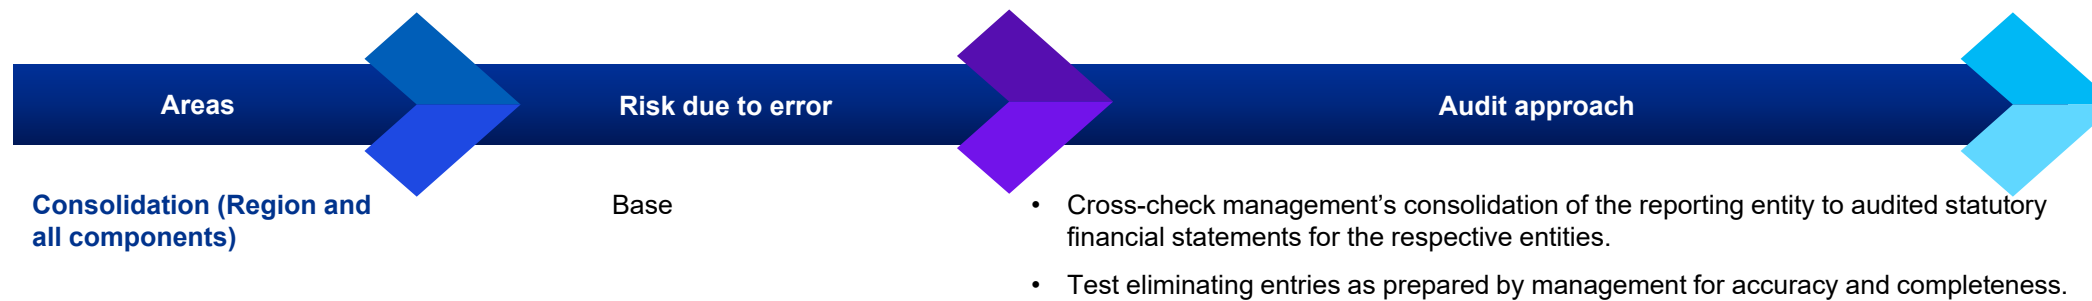 Areas
Risk due to error
Audit approach
Consolidation (Region and
all components)
Base
• Cross-check management’s consolidation of the reporting entity to audited statutory
financial statements for the respective entities.
• Test eliminating entries as prepared by management for accuracy and completeness.